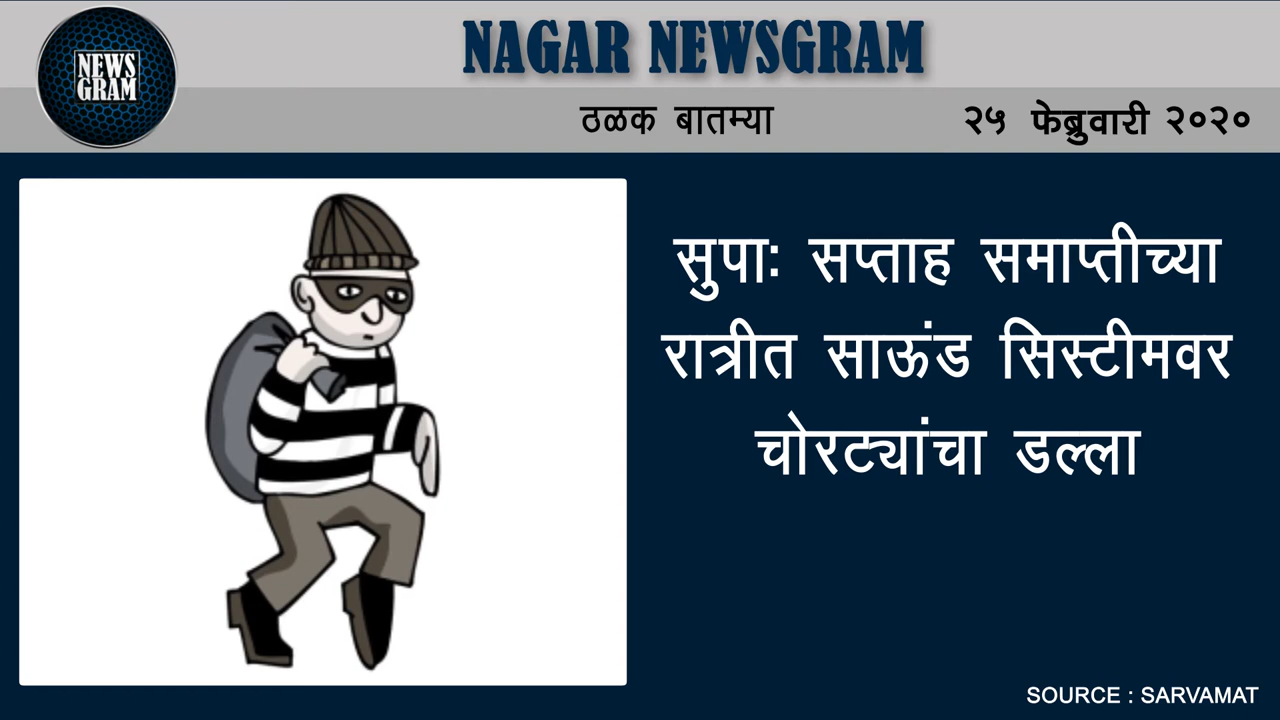 NEWS
GRAM
NAGAR NEWSGRAM
ठळक बातम्या
२५ फेब्रुवारी २०२०
सुपाः सप्ताह समाप्तीच्या
रात्रीत साऊंड सिस्टीमवर
चोरट्यांचा डल्ला
SOURCE : SARVAMAT